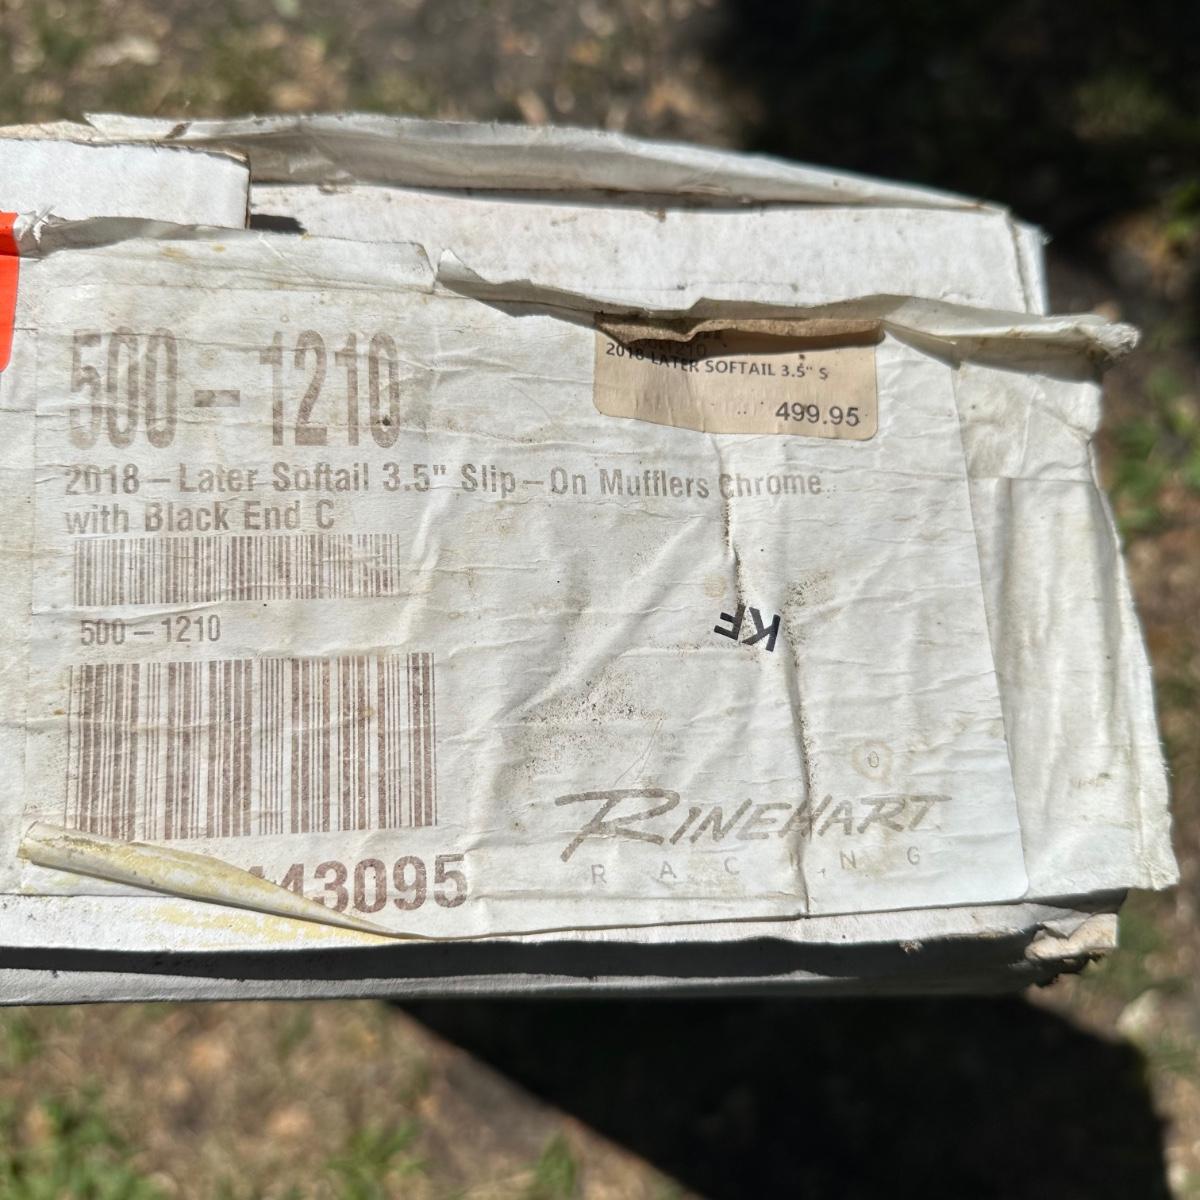 500-1210
2018-Later Softail 3.5" Slip-On Mufflers Chrome
with Black End C
500-1210
43095
2018 LATER SOFTAIL 3.5" S
499.95
KF
RINEHART
RACING